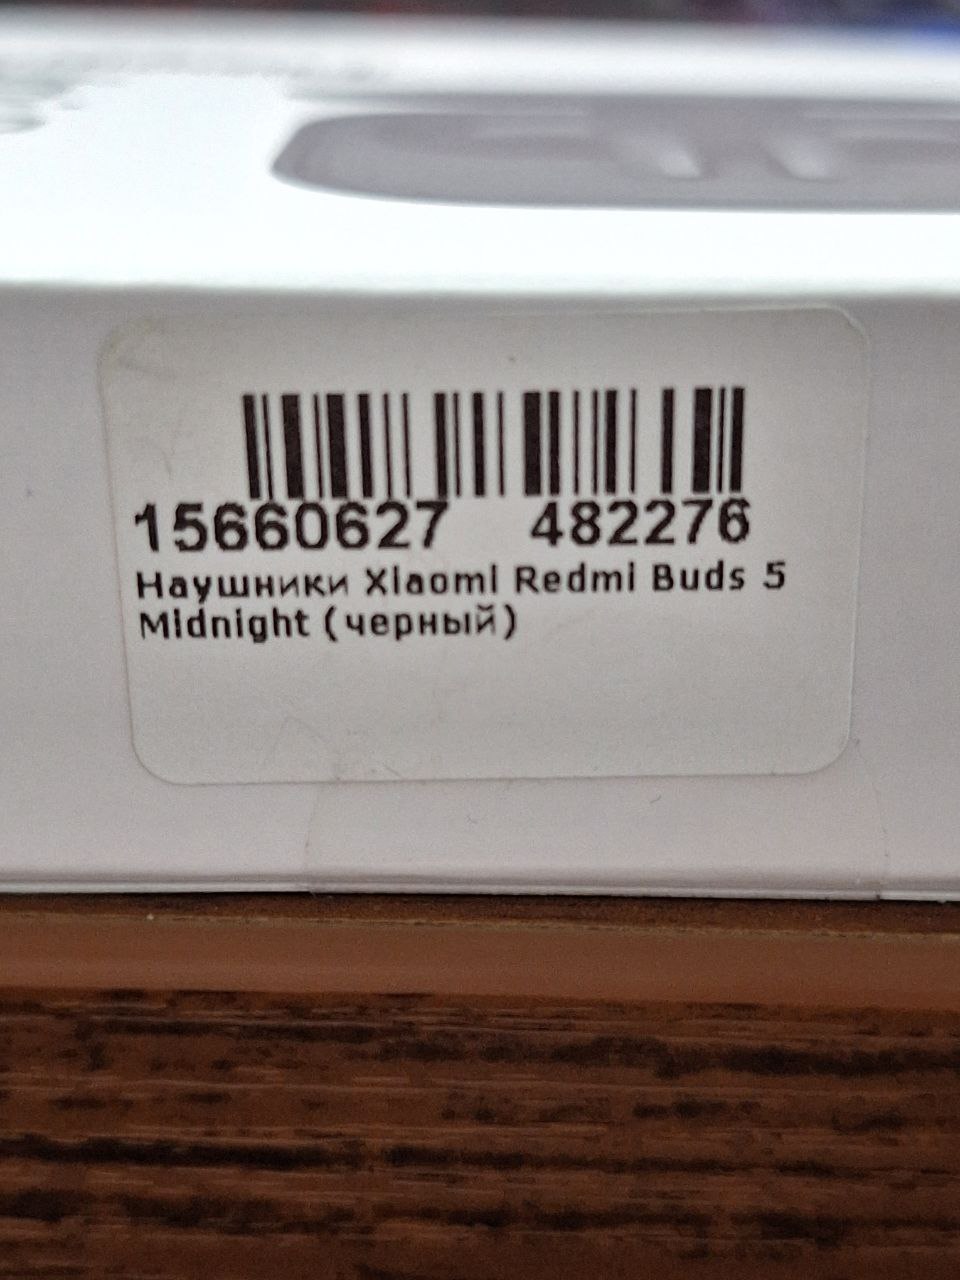 15660627 482276
Наушники Xiaomi Redmi Buds 5
Midnight (черный)